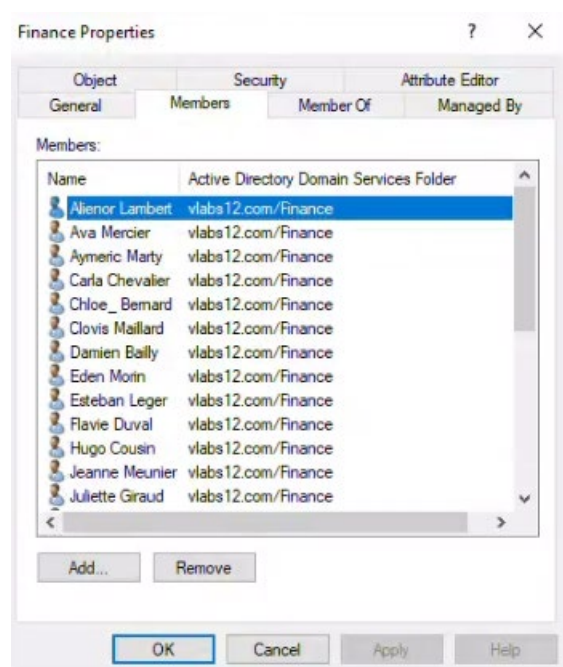 Finance Properties ? ×
Object Security Attribute Editor
General Members Member Of Managed By
Members:
Name Active Directory Domain Services Folder
Alienor Lambert vlabs12.com/Finance
Ava Mercier vlabs12.com/Finance
Aymeric Marty vlabs12.com/Finance
Carla Chevalier vlabs12.com/Finance
Chloe_ Bernard vlabs12.com/Finance
Clovis Maillard vlabs12.com/Finance
Damien Bailly vlabs12.com/Finance
Eden Morin vlabs12.com/Finance
Esteban Leger vlabs12.com/Finance
Flavie Duval vlabs12.com/Finance
Hugo Cousin vlabs12.com/Finance
Jeanne Meunier vlabs12.com/Finance
Juliette Giraud vlabs12.com/Finance
Add... Remove
OK Cancel Apply Help